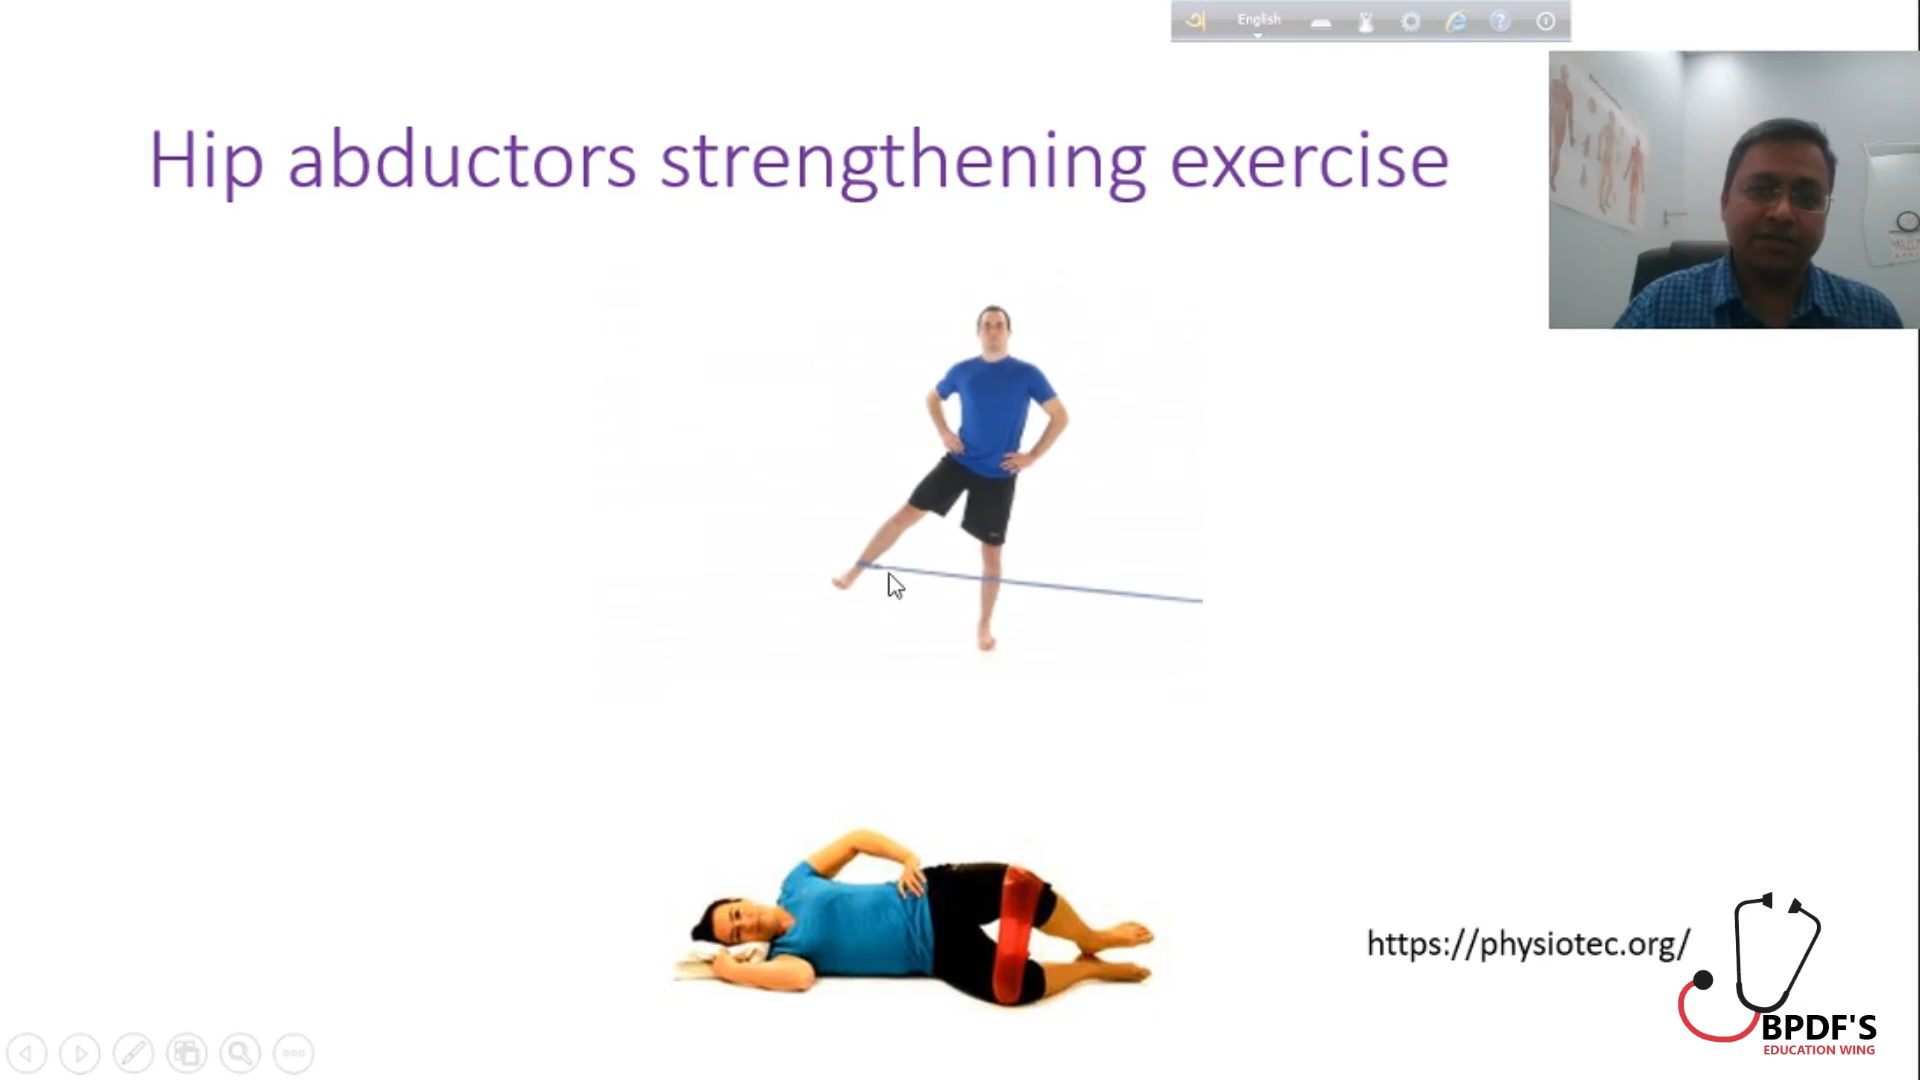 অ English
Hip abductors strengthening exercise
https://physiotec.org/
BPDF'S
EDUCATION WING